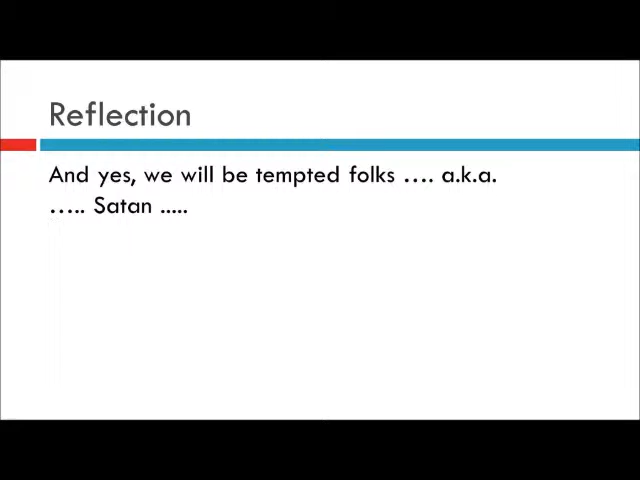 Reflection
And yes, we will be tempted folks …. a.k.a.
….. Satan .....